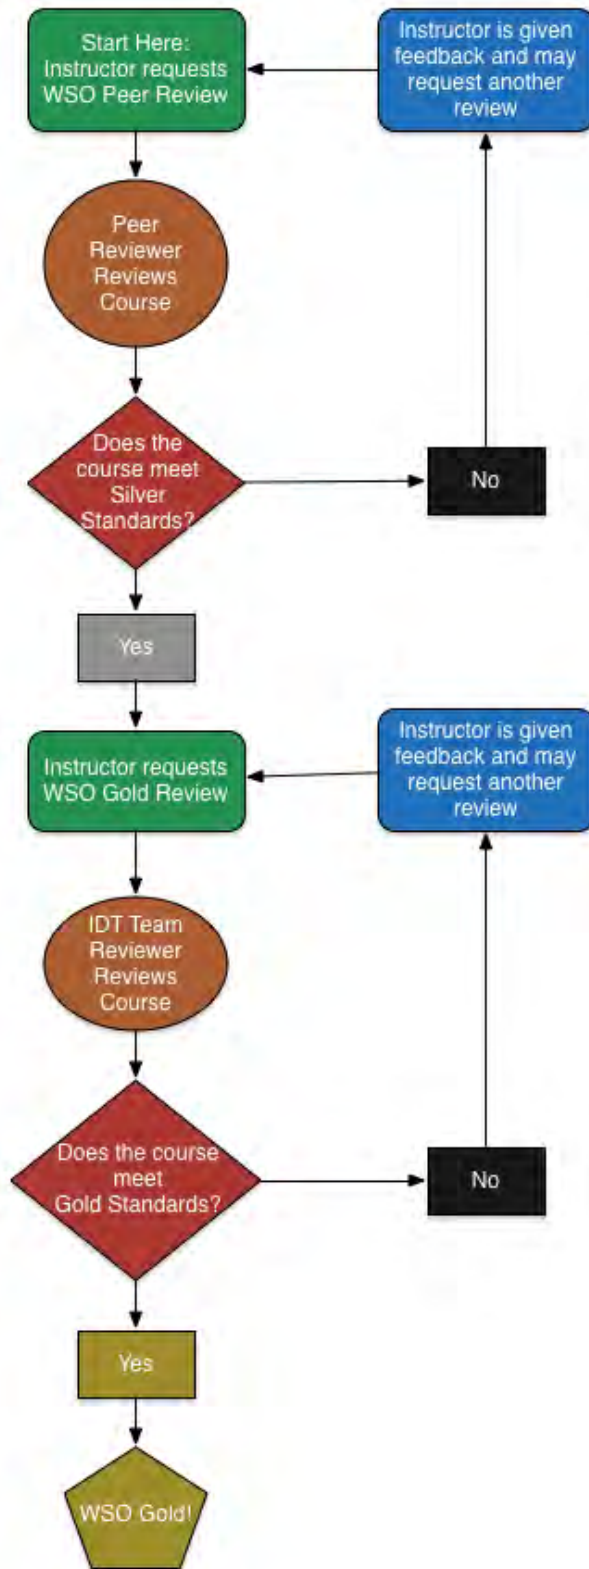 Start Here:
Instructor requests
WSO Peer Review
Instructor is given
feedback and may
request another
review
Peer
Reviewer
Reviews
Course
Does the
course meet
Silver
Standards?
No
Yes
Instructor requests
WSO Gold Review
Instructor is given
feedback and may
request another
review
IDT Team
Reviewer
Reviews
Course
Does the course
meet
Gold Standards?
No
Yes
WSO Gold!